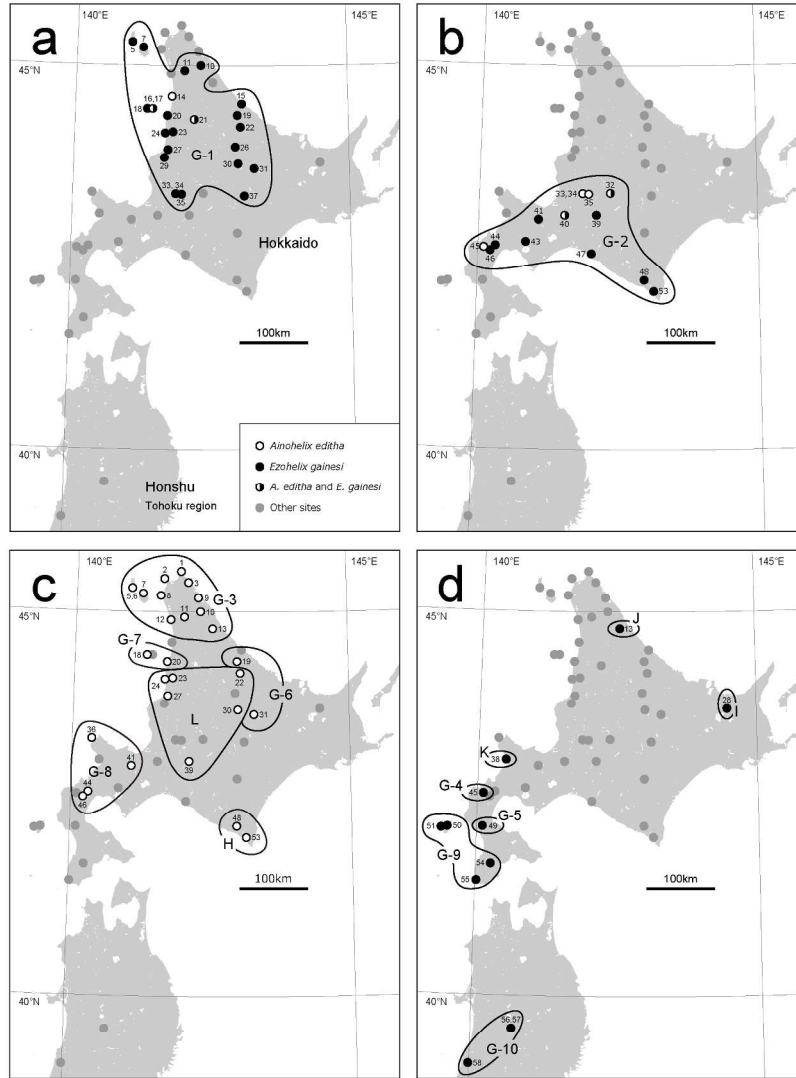 a
140°E
145°E
7
5
11
10
45°N
14
15
16,17
18
20
21
19
22
24
23
26
27
29
G-1
30
31
33, 34
35
37
Hokkaido
100km
40°N
Honshu
Tohoku region
Ainohelix editha
Ezohelix gainesi
A. editha and E. gainesi
Other sites
b
140°E
145°E
45°N
33,34
35
32
41
40
39
44
45
46
43
G-2
47
48
53
100km
40°N
c
140°E
145°E
1
2
3
7
5,6
8
9
G-3
10
11
12
13
45°N
G-7
18
20
19
24
23
22
G-6
27
L
30
31
36
41
39
G-8
44
46
48
H
53
100km
40°N
d
140°E
145°E
J
13
45°N
28
I
K
38
G-4
45
G-5
51
50
49
G-9
54
55
100km
40°N
56,57
G-10
58